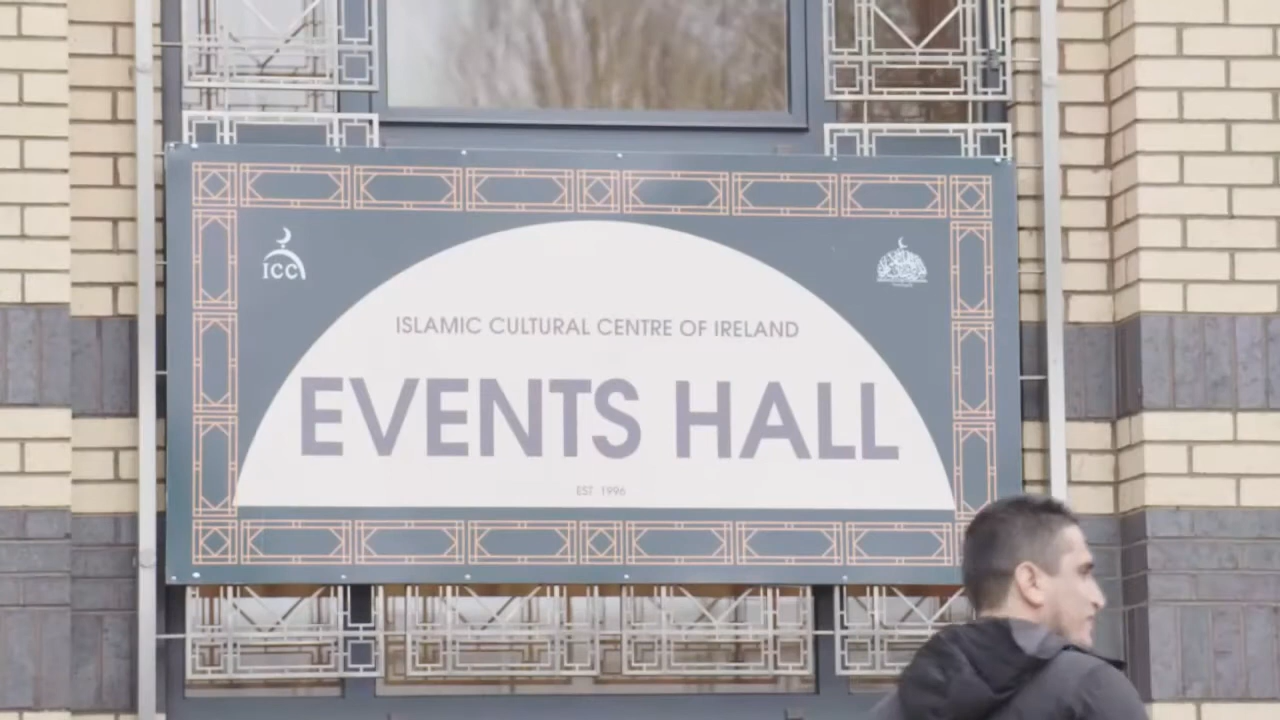 ICC
ISLAMIC CULTURAL CENTRE OF IRELAND
EVENTS HALL
EST 1996